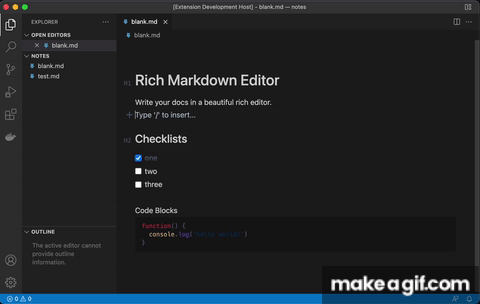 [Extension Development Host] - blank.md — notes
EXPLORER
OPEN EDITORS
blank.md
NOTES
blank.md
test.md
OUTLINE
The active editor cannot
provide outline
information.
blank.md
blank.md
H1 Rich Markdown Editor
Write your docs in a beautiful rich editor.
Type '/' to insert...
H2 Checklists
one
two
three
Code Blocks
function() {
console.log("hello world!")
}
0 0
makeagif.com